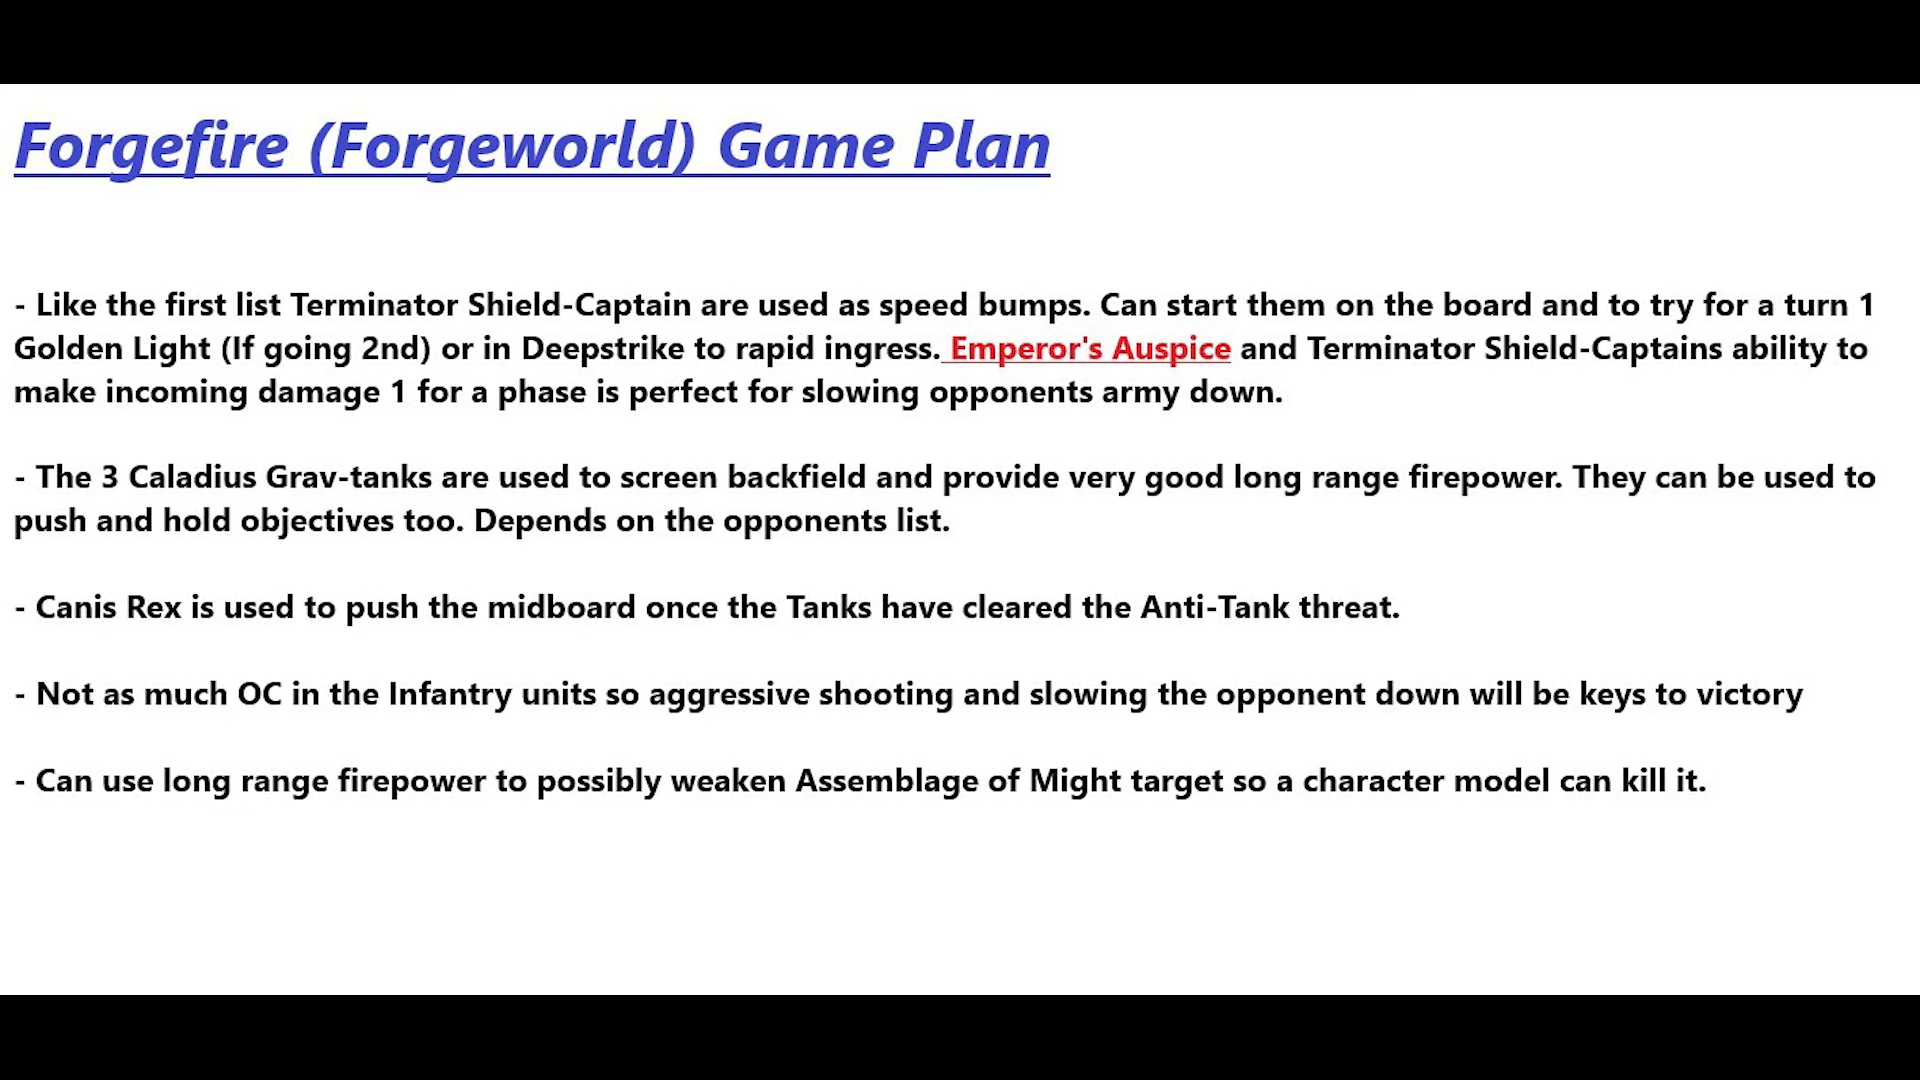 Forgefire (Forgeworld) Game Plan
- Like the first list Terminator Shield-Captain are used as speed bumps. Can start them on the board and to try for a turn 1
Golden Light (If going 2nd) or in Deepstrike to rapid ingress. Emperor's Auspice and Terminator Shield-Captains ability to
make incoming damage 1 for a phase is perfect for slowing opponents army down.
- The 3 Caladius Grav-tanks are used to screen backfield and provide very good long range firepower. They can be used to
push and hold objectives too. Depends on the opponents list.
- Canis Rex is used to push the midboard once the Tanks have cleared the Anti-Tank threat.
- Not as much OC in the Infantry units so aggressive shooting and slowing the opponent down will be keys to victory
- Can use long range firepower to possibly weaken Assemblage of Might target so a character model can kill it.